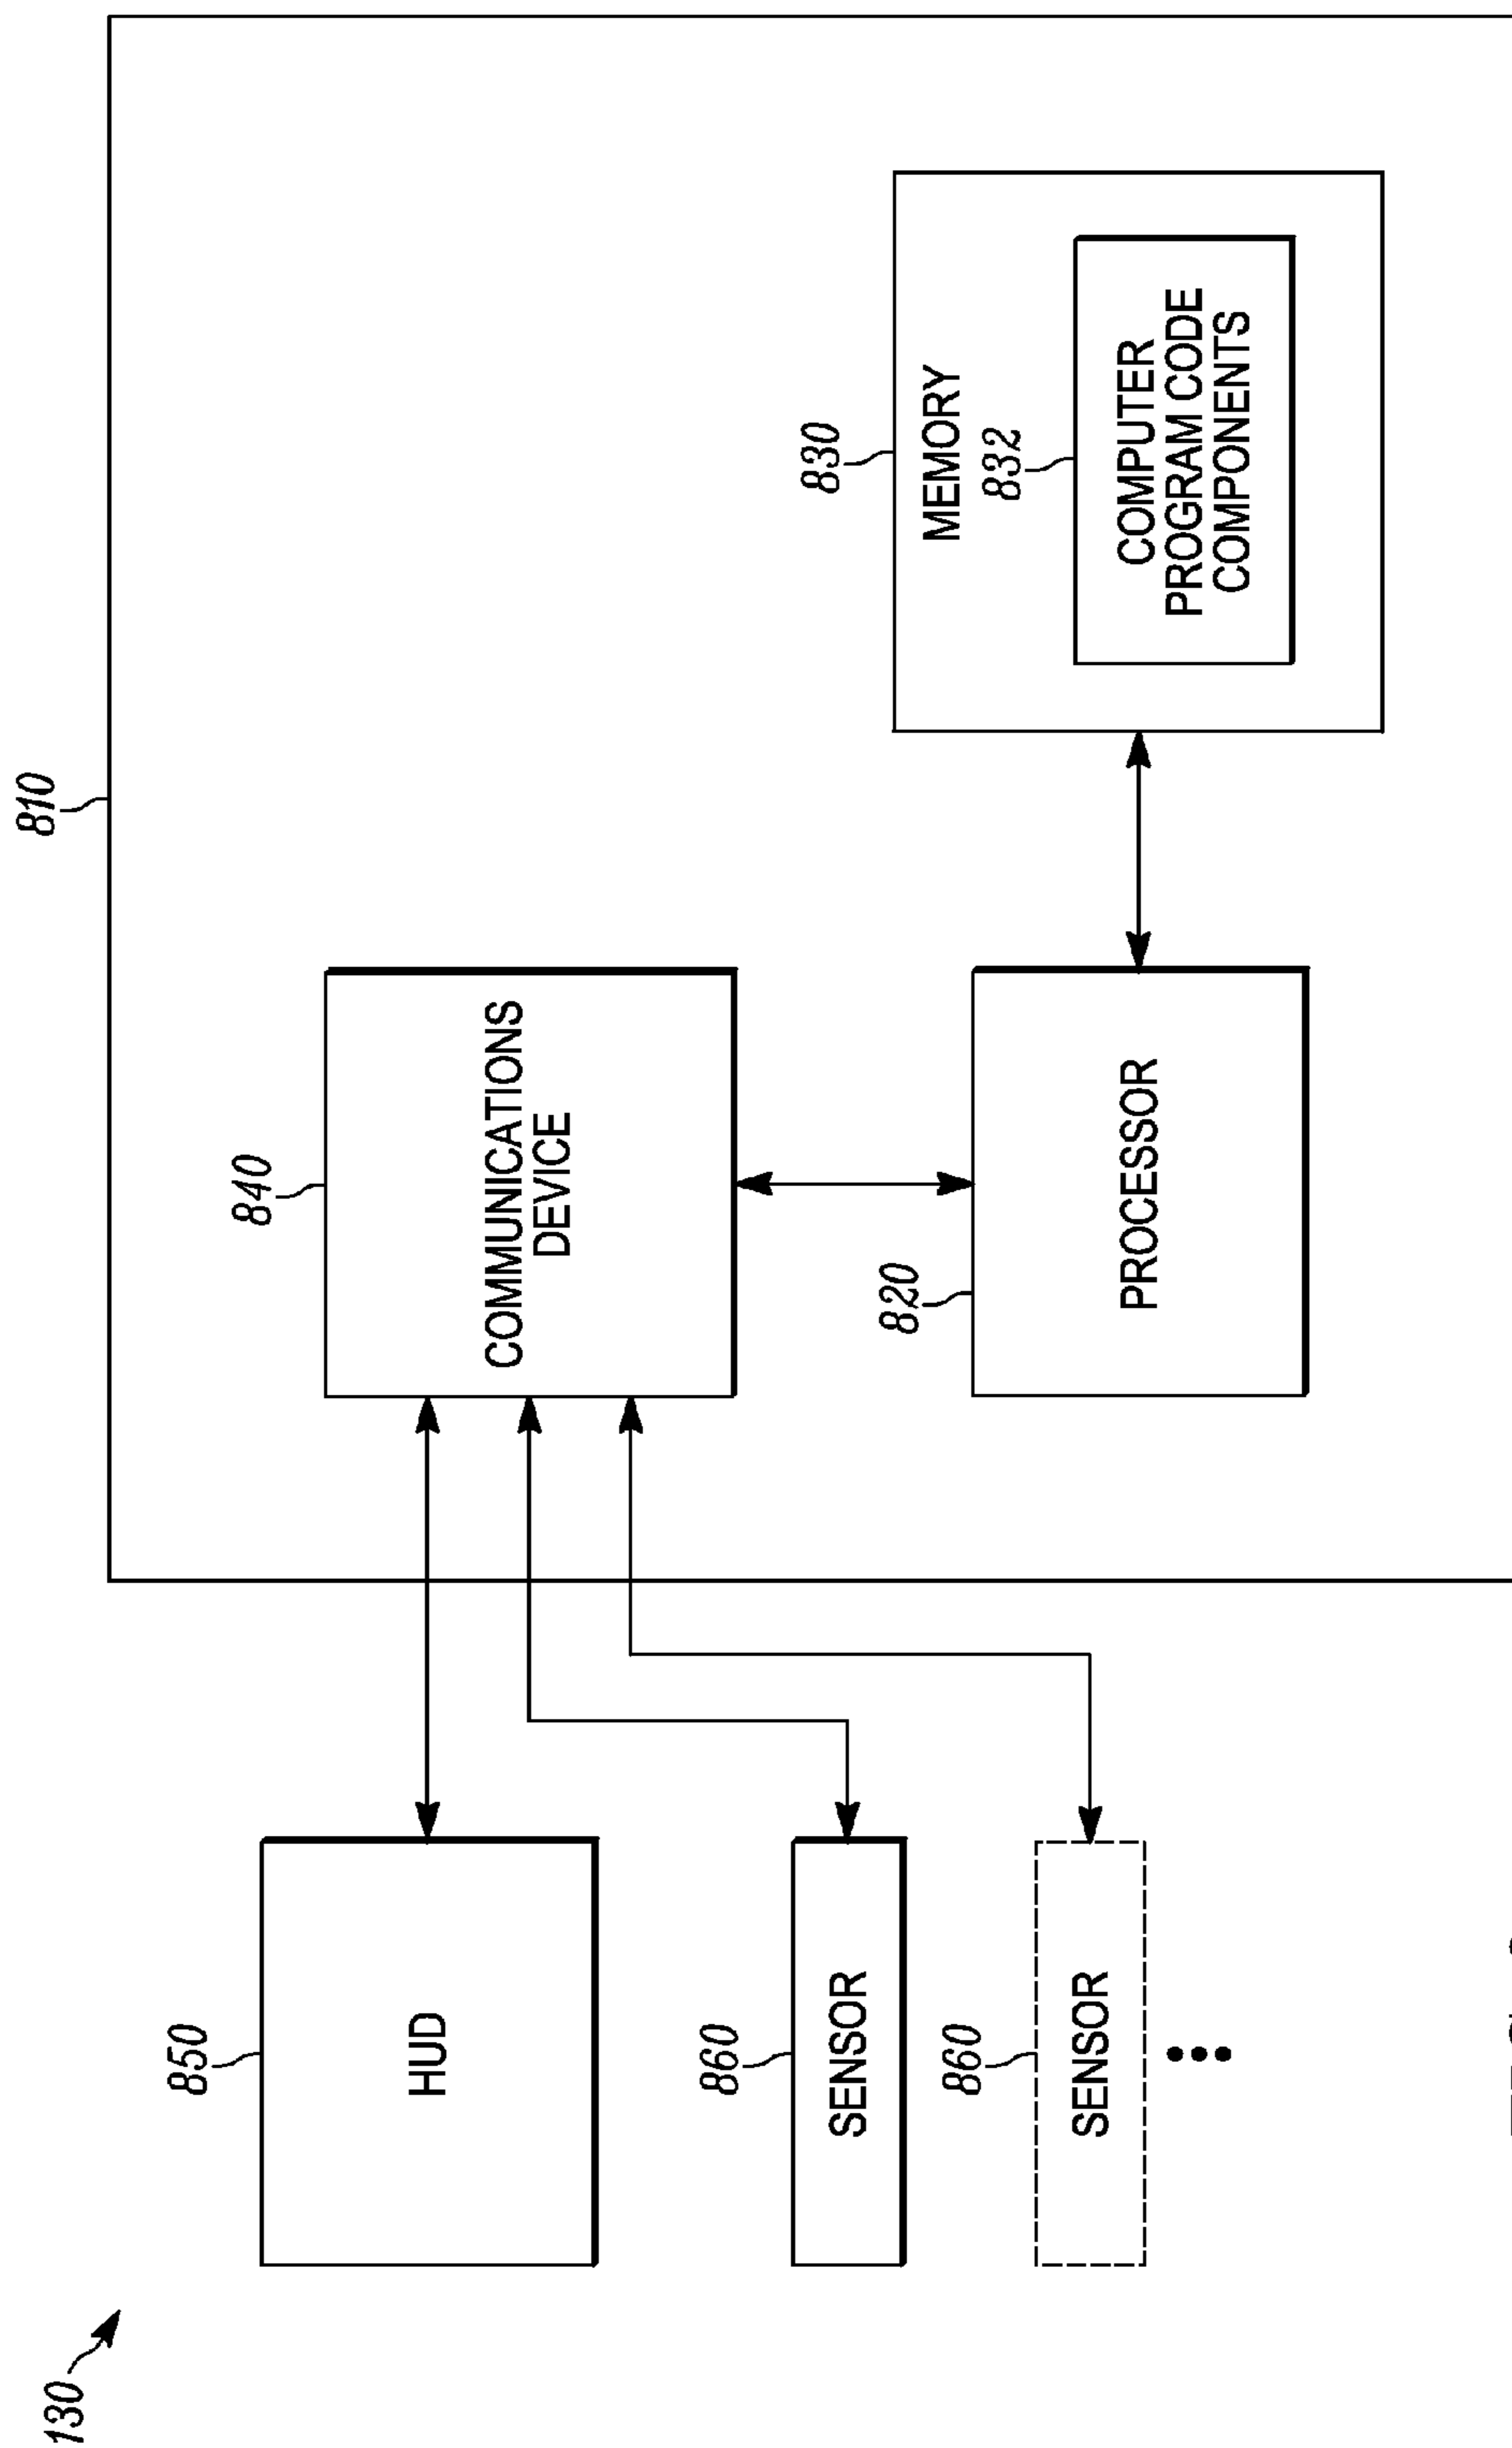 130
810
850
HUD
840
COMMUNICATIONS
DEVICE
830
MEMORY
832
COMPUTER
PROGRAM CODE
COMPONENTS
860
SENSOR
820
PROCESSOR
860
SENSOR